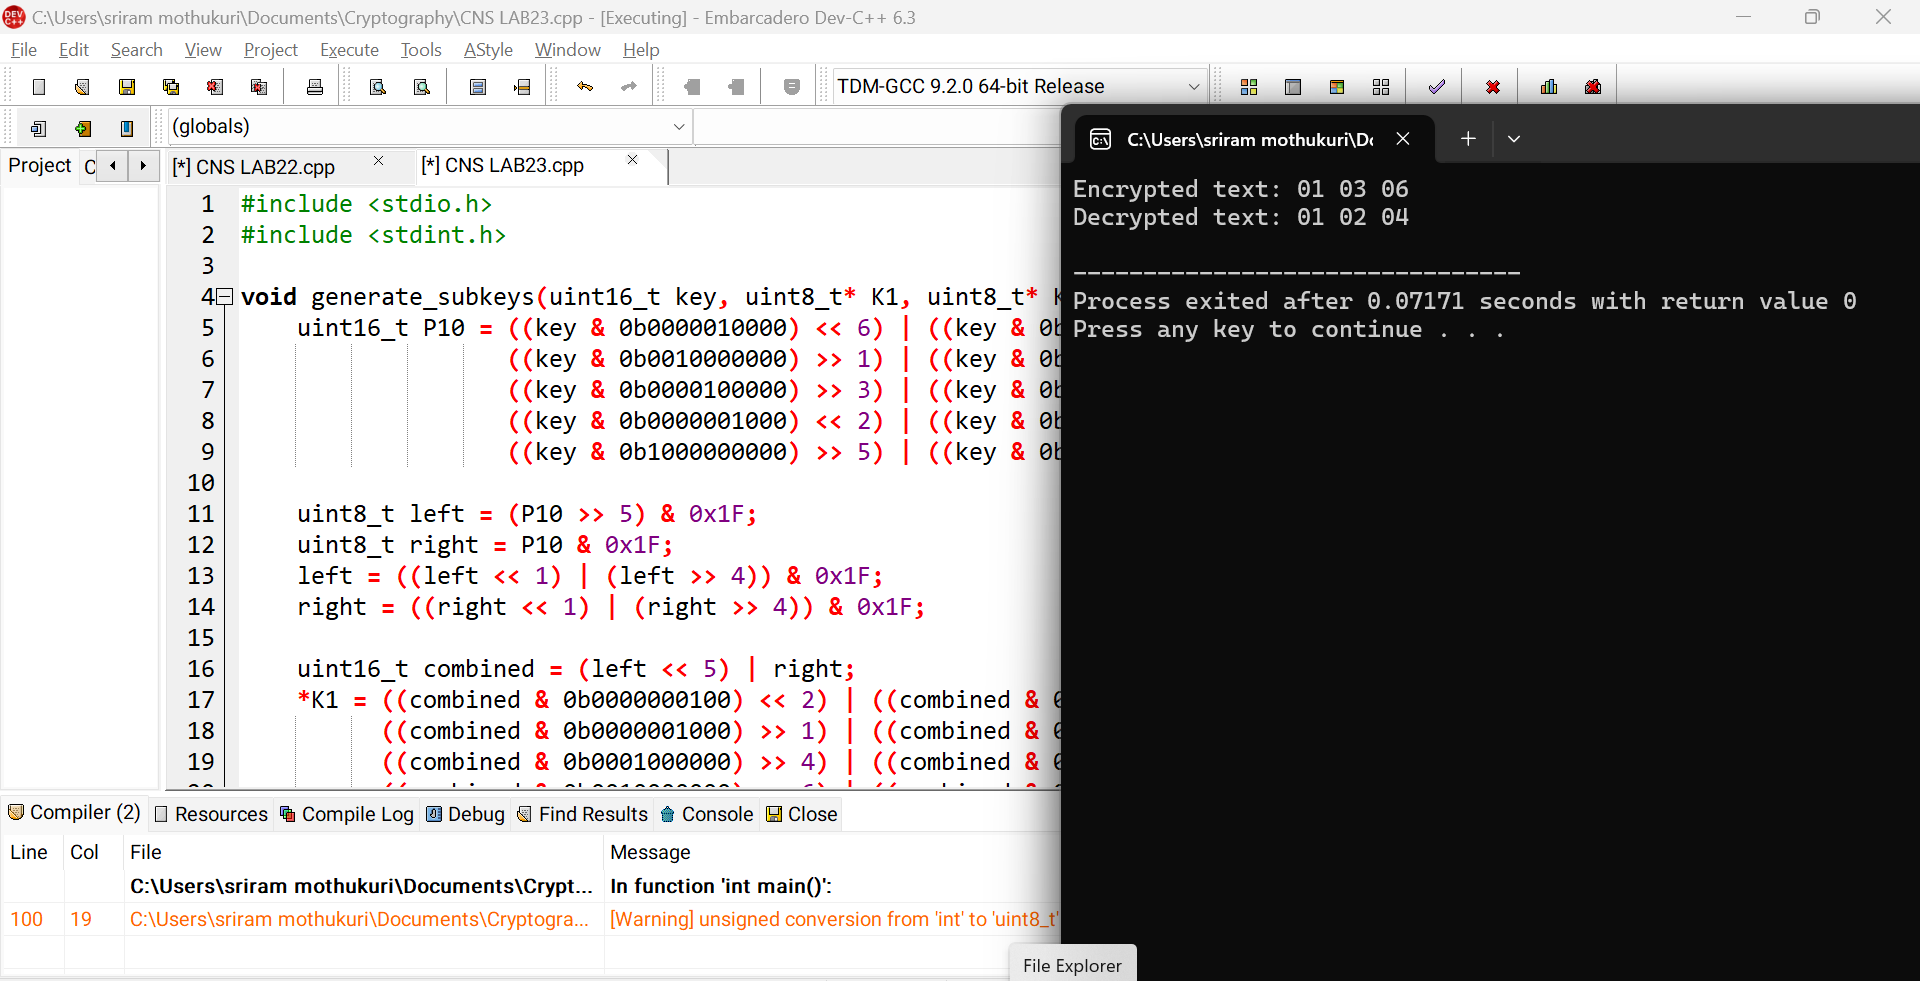 C:\Users\sriram mothukuri\Documents\Cryptography\CNS LAB23.cpp - [Executing] - Embarcadero Dev-C++ 6.3
File Edit Search View Project Execute Tools AStyle Window Help
TDM-GCC 9.2.0 64-bit Release
(globals)
Project
[*] CNS LAB22.cpp
[*] CNS LAB23.cpp
1 #include <stdio.h>
2 #include <stdint.h>
3
4 void generate_subkeys(uint16_t key, uint8_t* K1, uint8_t*
5 uint16_t P10 = ((key & 0b0000010000) << 6) | ((key & 0b
6 ((key & 0b0010000000) >> 1) | ((key & 0b
7 ((key & 0b0000100000) >> 3) | ((key & 0b
8 ((key & 0b0000001000) << 2) | ((key & 0b
9 ((key & 0b1000000000) >> 5) | ((key & 0b
10
11 uint8_t left = (P10 >> 5) & 0x1F;
12 uint8_t right = P10 & 0x1F;
13 left = ((left << 1) | (left >> 4)) & 0x1F;
14 right = ((right << 1) | (right >> 4)) & 0x1F;
15
16 uint16_t combined = (left << 5) | right;
17 *K1 = ((combined & 0b0000000100) << 2) | ((combined &
18 ((combined & 0b0000001000) >> 1) | ((combined &
19 ((combined & 0b0001000000) >> 4) | ((combined &
C:\Users\sriram mothukuri\Do
Encrypted text: 01 03 06
Decrypted text: 01 02 04
--------------------------------
Process exited after 0.07171 seconds with return value 0
Press any key to continue . . .
Compiler (2) Resources Compile Log Debug Find Results Console Close
Line Col File Message
C:\Users\sriram mothukuri\Documents\Crypt... In function 'int main()':
100 19 C:\Users\sriram mothukuri\Documents\Cryptogra... [Warning] unsigned conversion from 'int' to 'uint8_t'
File Explorer